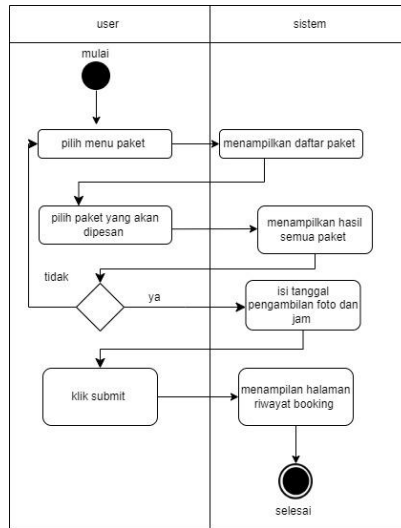 user
sistem
mulai
pilih menu paket
menampilkan daftar paket
pilih paket yang akan
dipesan
menampilkan hasil
semua paket
tidak
ya
isi tanggal
pengambilan foto dan
jam
klik submit
menampilan halaman
riwayat booking
selesai